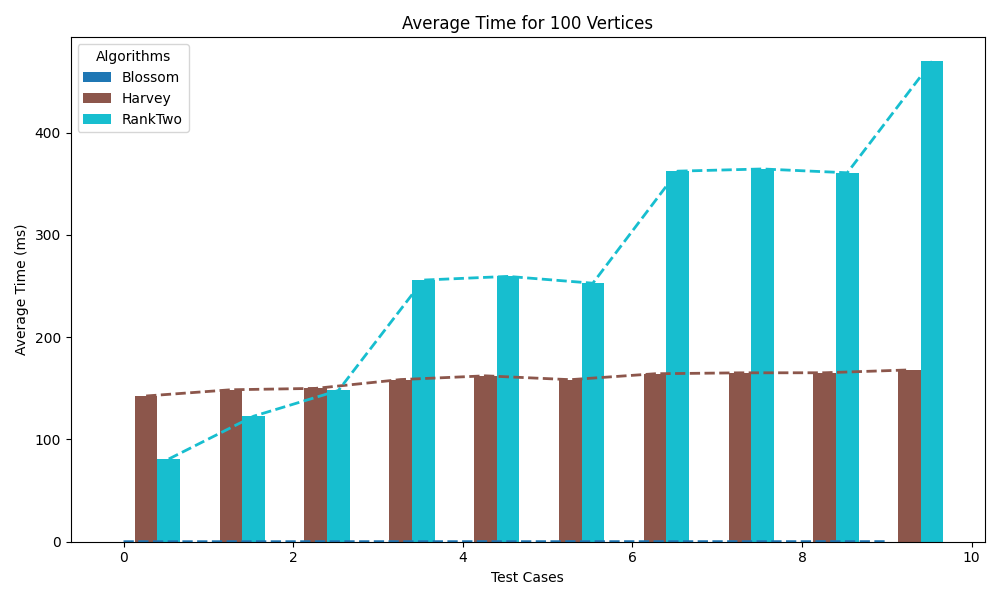 Average Time for 100 Vertices
Algorithms
Blossom
Harvey
RankTwo
Average Time (ms)
400
300
200
100
0
0 2 4 6 8 10
Test Cases